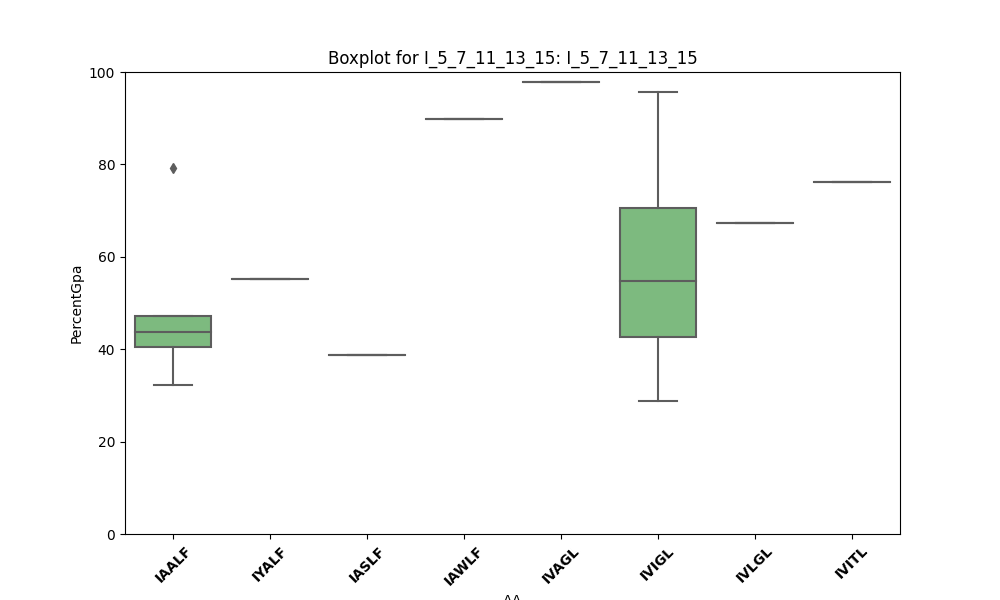 Boxplot for I_5_7_11_13_15: I_5_7_11_13_15
100
80
60
40
20
0
PercentGpa
IAALF
IYALF
IASLF
IAWLF
IVAGL
IVIGL
IVLGL
IVITL
AA